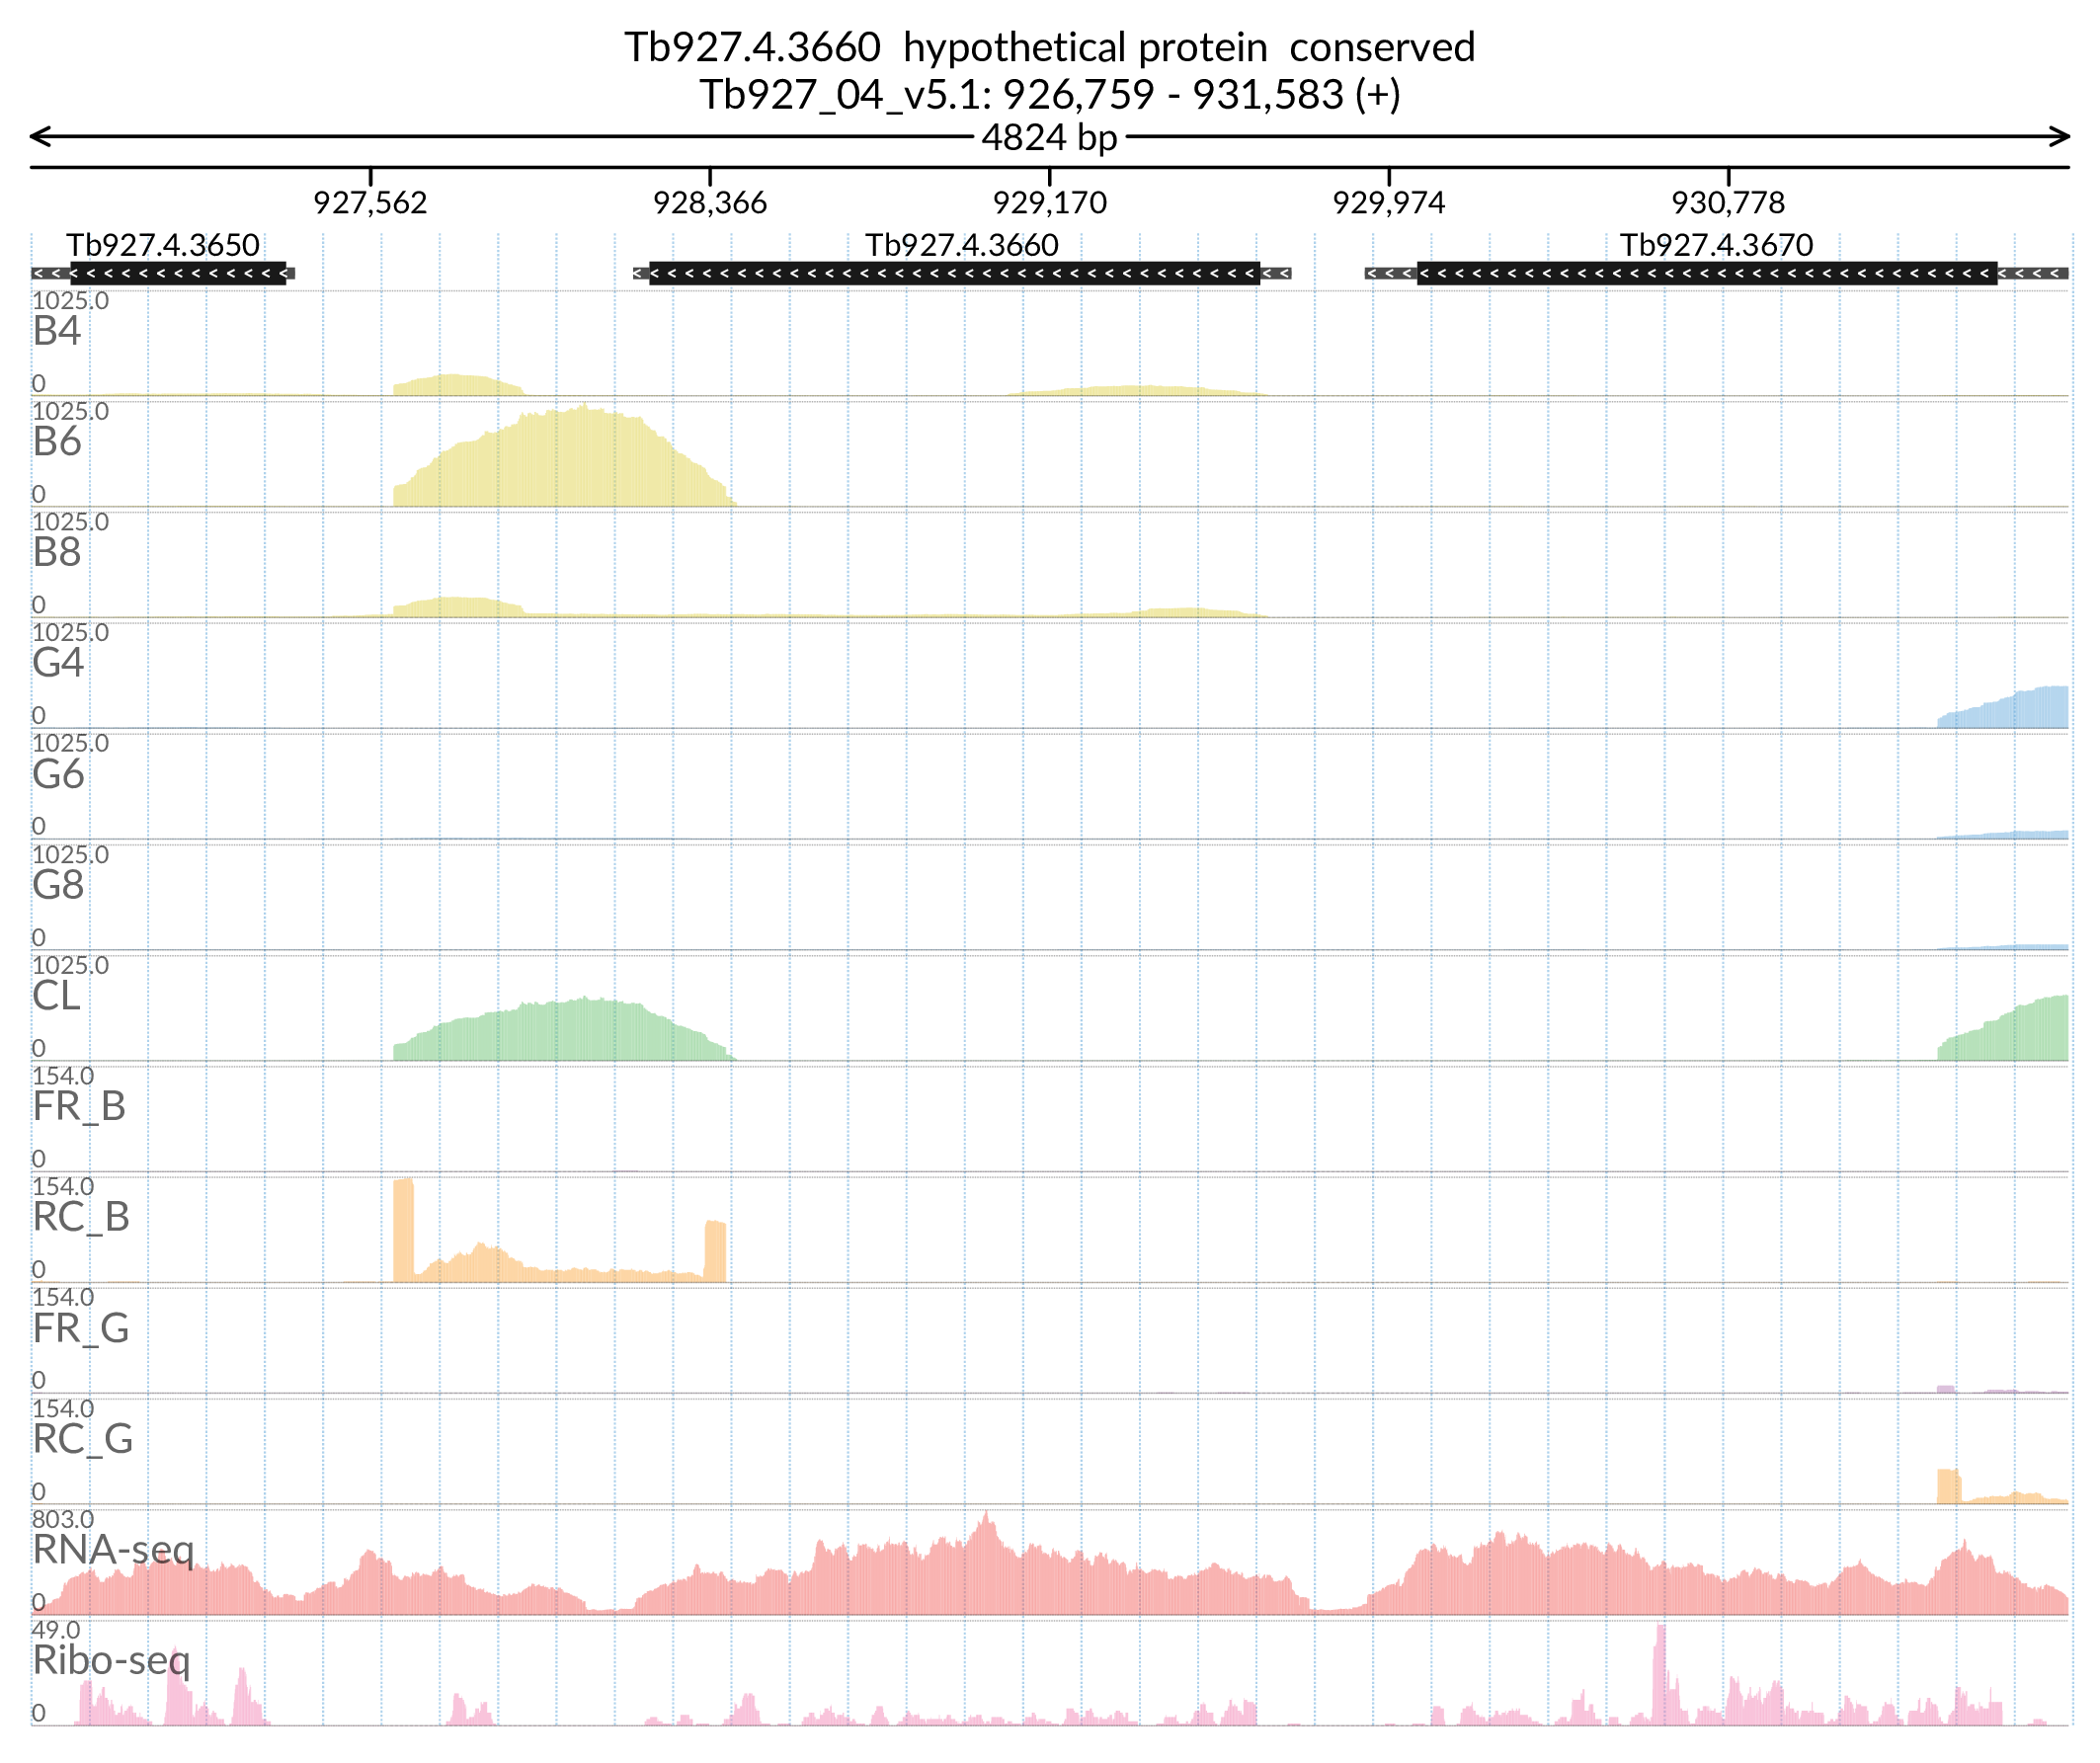 Tb927.4.3660 hypothetical protein conserved
Tb927_04_v5.1: 926,759 - 931,583 (+)
4824 bp
927,562 928,366 929,170 929,974 930,778
Tb927.4.3650 Tb927.4.3660 Tb927.4.3670
1025.0
B4
0
1025.0
B6
0
1025.0
B8
0
1025.0
G4
0
1025.0
G6
0
1025.0
G8
0
1025.0
CL
0
154.0
FR_B
0
154.0
RC_B
0
154.0
FR_G
0
154.0
RC_G
0
803.0
RNA-seq
0
49.0
Ribo-seq
0